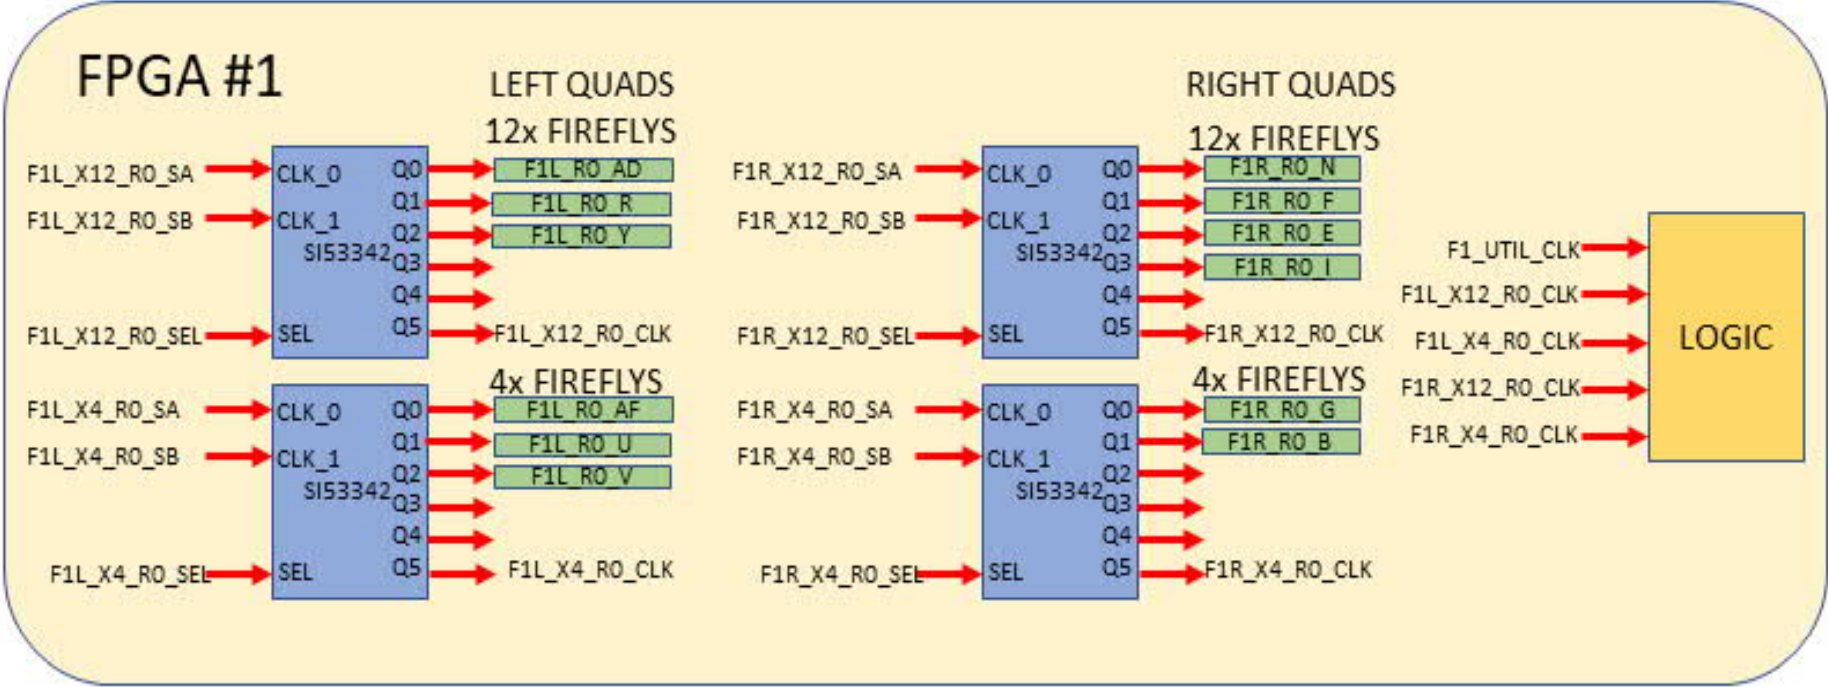 FPGA #1
LEFT QUADS
12x FIREFLYS
F1L_X12_R0_SA
F1L_X12_R0_SB
F1L_X12_R0_SEL
CLK_0
CLK_1
SI53342
SEL
Q0
Q1
Q2
Q3
Q4
Q5
F1L_R0_AD
F1L_R0_R
F1L_R0_Y
F1L_X12_R0_CLK
4x FIREFLYS
F1L_X4_R0_SA
F1L_X4_R0_SB
F1L_X4_R0_SEL
CLK_0
CLK_1
SI53342
SEL
Q0
Q1
Q2
Q3
Q4
Q5
F1L_R0_AF
F1L_R0_U
F1L_R0_V
F1L_X4_R0_CLK
RIGHT QUADS
12x FIREFLYS
F1R_X12_R0_SA
F1R_X12_R0_SB
F1R_X12_R0_SEL
CLK_0
CLK_1
SI53342
SEL
Q0
Q1
Q2
Q3
Q4
Q5
F1R_R0_N
F1R_R0_F
F1R_R0_E
F1R_R0_I
F1R_X12_R0_CLK
4x FIREFLYS
F1R_X4_R0_SA
F1R_X4_R0_SB
F1R_X4_R0_SEL
CLK_0
CLK_1
SI53342
SEL
Q0
Q1
Q2
Q3
Q4
Q5
F1R_R0_G
F1R_R0_B
F1R_X4_R0_CLK
F1_UTIL_CLK
F1L_X12_R0_CLK
F1L_X4_R0_CLK
F1R_X12_R0_CLK
F1R_X4_R0_CLK
LOGIC